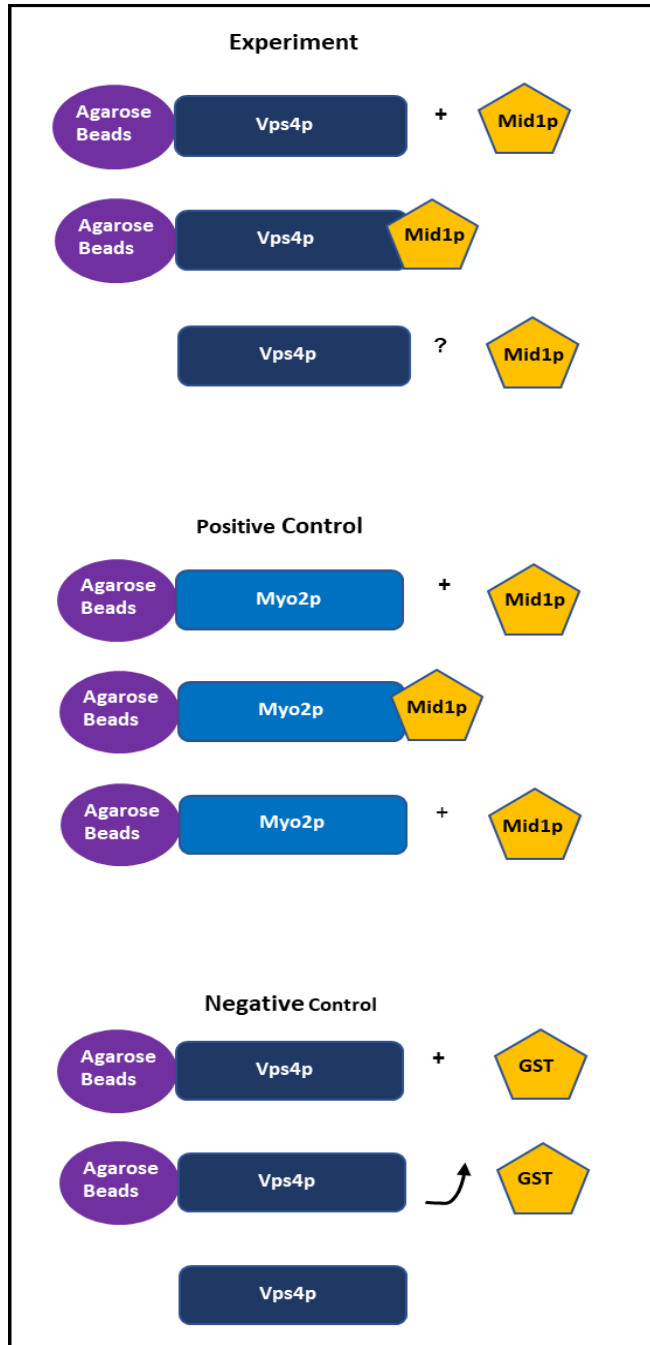 Experiment
Agarose
Beads
Vps4p
+
Mid1p
Agarose
Beads
Vps4p
Mid1p
Vps4p
?
Mid1p
Positive Control
Agarose
Beads
Myo2p
+
Mid1p
Agarose
Beads
Myo2p
Mid1p
Agarose
Beads
Myo2p
+
Mid1p
Negative Control
Agarose
Beads
Vps4p
+
GST
Agarose
Beads
Vps4p
GST
Vps4p